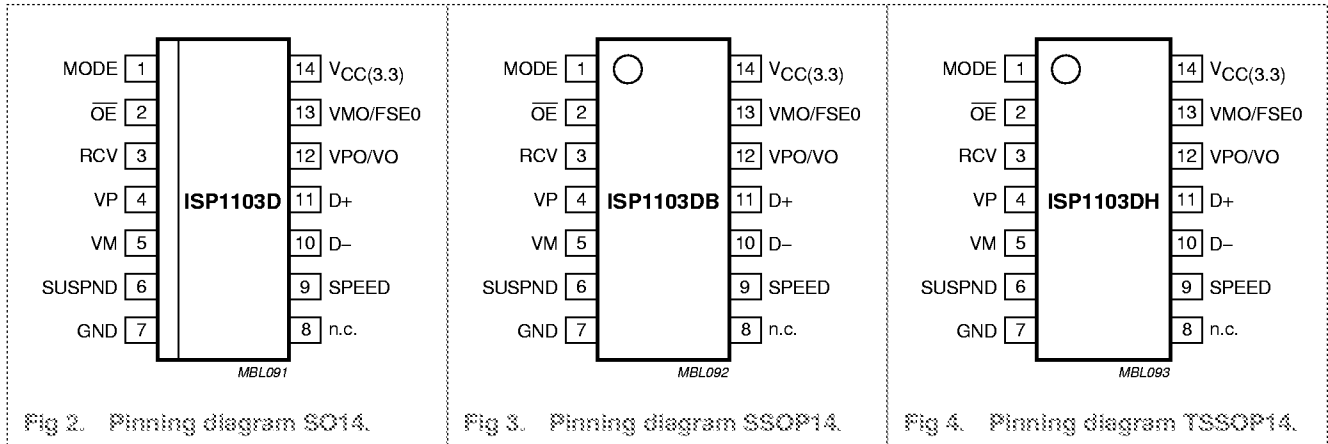 MODE 1 14 VCC(3.3)
OE 2 13 VMO/FSE0
RCV 3 12 VPO/VO
VP 4 ISP1103D 11 D+
VM 5 10 D−
SUSPND 6 9 SPEED
GND 7 8 n.c.
MBL091
Fig 2. Pinning diagram SO14.
MODE 1 14 VCC(3.3)
OE 2 13 VMO/FSE0
RCV 3 12 VPO/VO
VP 4 ISP1103DB 11 D+
VM 5 10 D−
SUSPND 6 9 SPEED
GND 7 8 n.c.
MBL092
Fig 3. Pinning diagram SSOP14.
MODE 1 14 VCC(3.3)
OE 2 13 VMO/FSE0
RCV 3 12 VPO/VO
VP 4 ISP1103DH 11 D+
VM 5 10 D−
SUSPND 6 9 SPEED
GND 7 8 n.c.
MBL093
Fig 4. Pinning diagram TSSOP14.